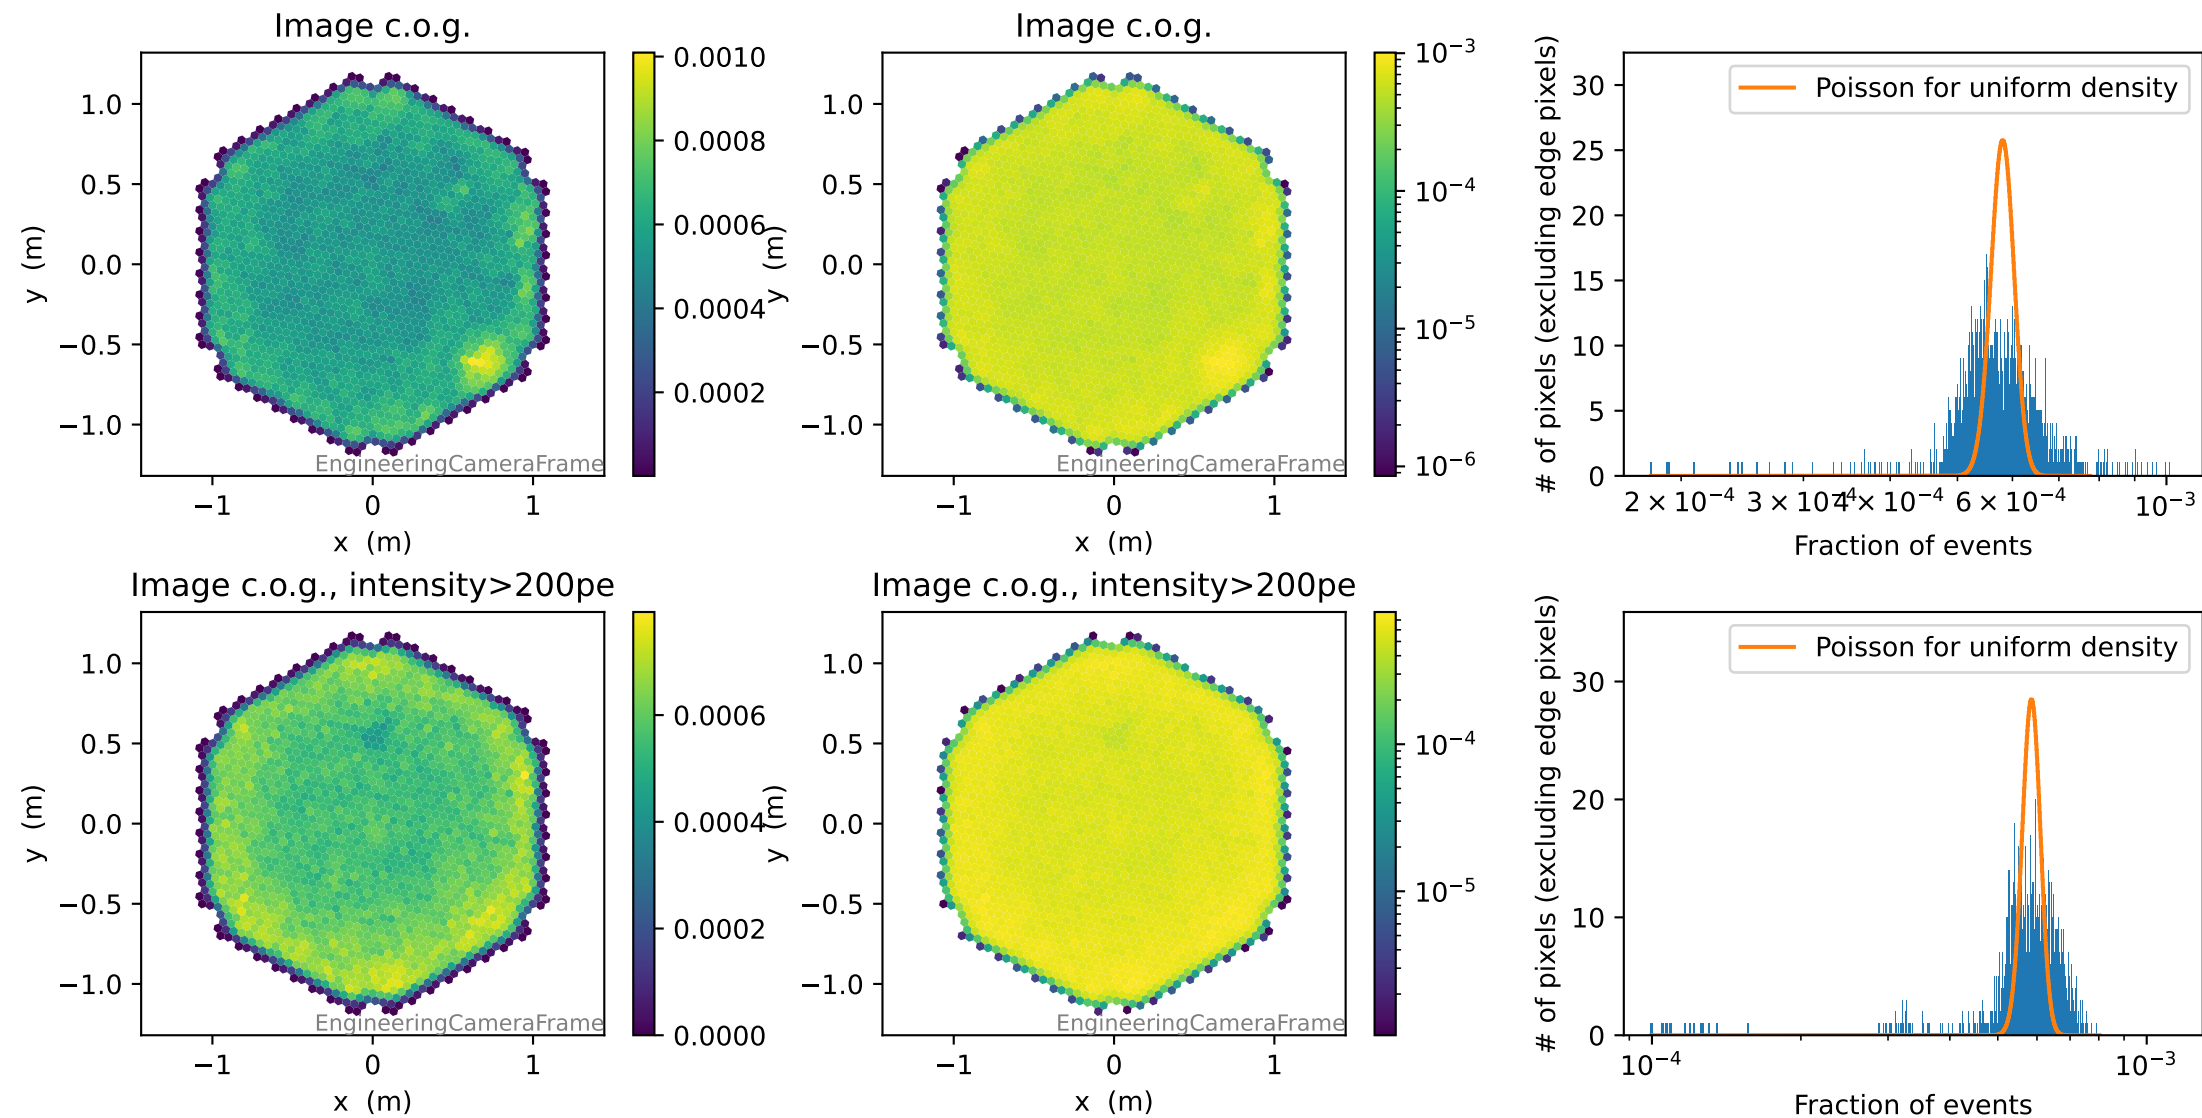 Image c.o.g.
1.0
0.5
0.0
−0.5
−1.0
y (m)
EngineeringCameraFrame
−1 0 1
x (m)
0.0010
0.0008
0.0006
0.0004
0.0002
Image c.o.g.
1.0
0.5
0.0
−0.5
−1.0
y (m)
EngineeringCameraFrame
−1 0 1
x (m)
10⁻³
10⁻⁴
10⁻⁵
10⁻⁶
# of pixels (excluding edge pixels)
30
25
20
15
10
5
0
Poisson for uniform density
2 × 10⁻⁴ 3 × 10⁻⁴ 4 × 10⁻⁴ 6 × 10⁻⁴ 10⁻³
Fraction of events
Image c.o.g., intensity>200pe
1.0
0.5
0.0
−0.5
−1.0
y (m)
EngineeringCameraFrame
−1 0 1
x (m)
0.0006
0.0004
0.0002
0.0000
Image c.o.g., intensity>200pe
1.0
0.5
0.0
−0.5
−1.0
y (m)
EngineeringCameraFrame
−1 0 1
x (m)
10⁻⁴
10⁻⁵
# of pixels (excluding edge pixels)
30
20
10
0
Poisson for uniform density
10⁻⁴ 10⁻³
Fraction of events